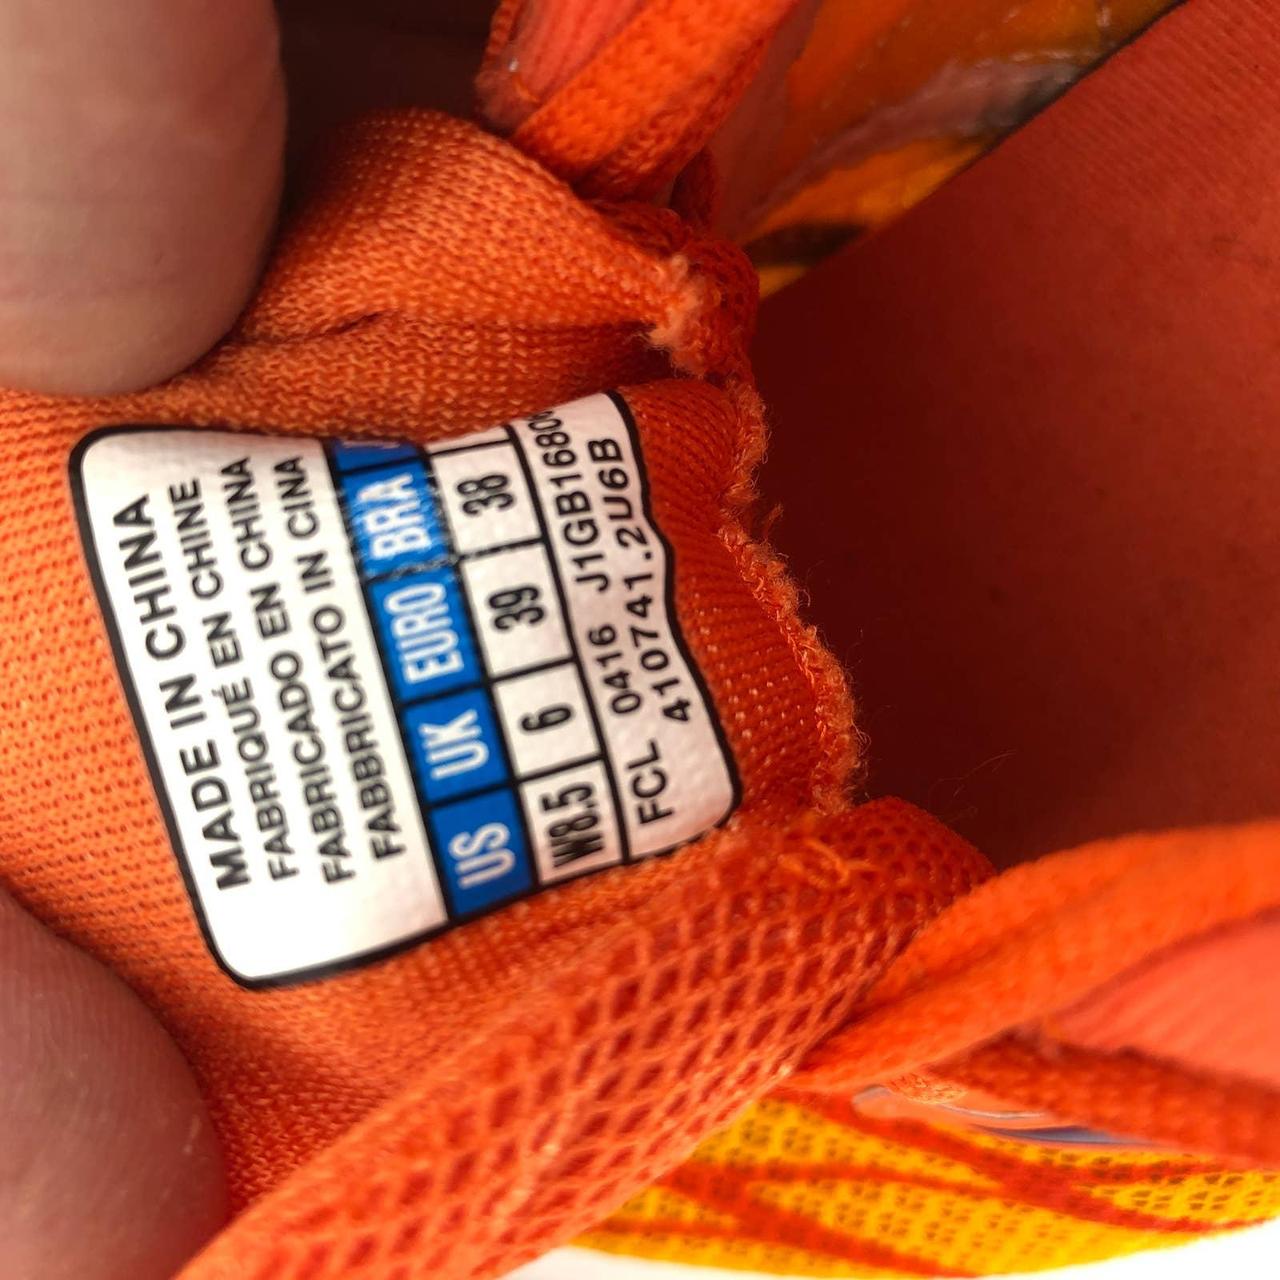 MADE IN CHINA
FABRIQUÉ EN CHINE
FABRICADO EN CHINA
FABBRICATO IN CINA
US UK EURO BRA
W8.5 6 39 38
FCL 0416
410741.2U6B